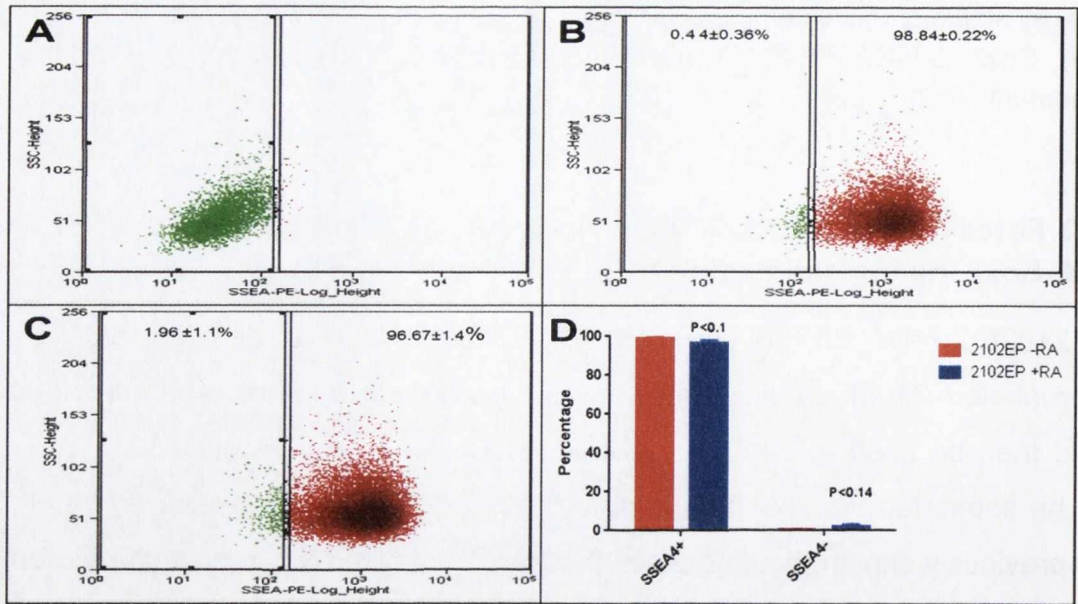 A
256
204
153
102
51
0
SSC-Height
10⁰ 10¹ 10² 10³ 10⁴ 10⁵
SSEA-PE-Log_Height
B
0.44±0.36% 98.84±0.22%
256
204
153
102
51
0
SSC-Height
10⁰ 10¹ 10² 10³ 10⁴ 10⁵
SSEA-PE-Log_Height
C
1.96±1.1% 96.67±1.4%
256
204
153
102
51
0
SSC-Height
10⁰ 10¹ 10² 10³ 10⁴ 10⁵
SSEA-PE-Log_Height
D
P<0.1
2102EP -RA
2102EP +RA
100
80
60
40
20
0
Percentage
P<0.14
SSEA4+
SSEA4-